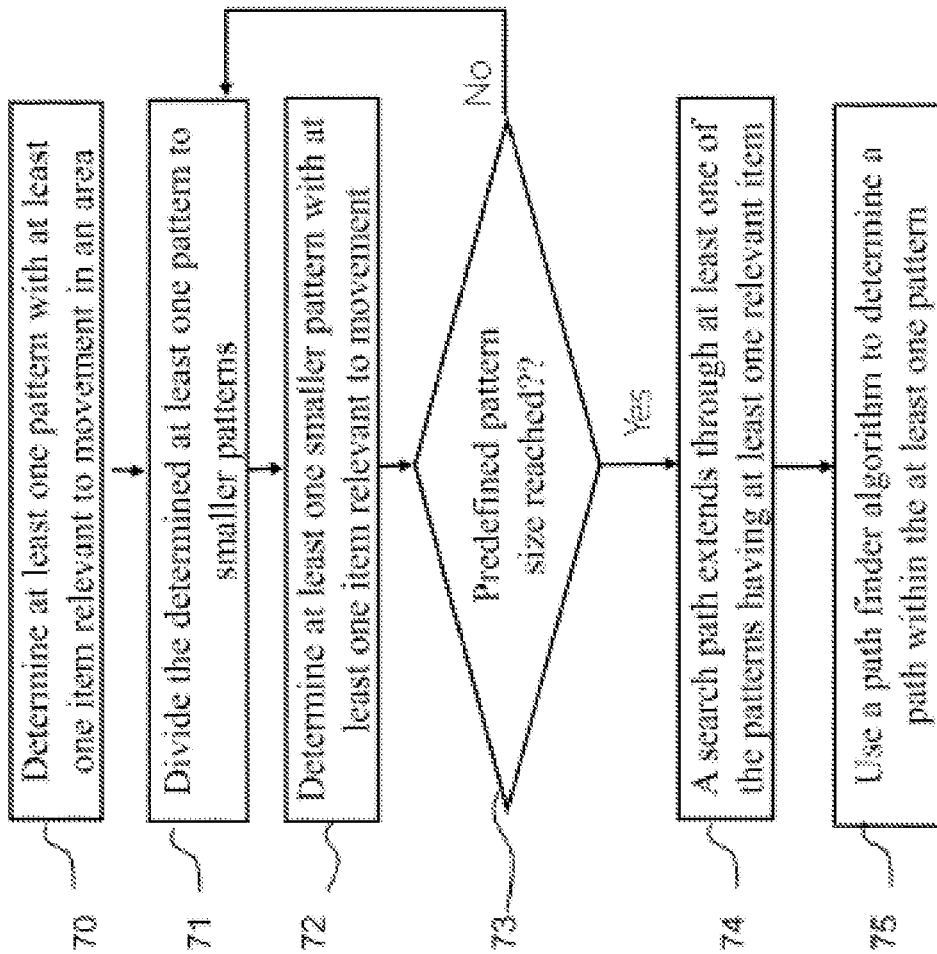 70
Determine at least one pattern with at least
one item relevant to movement in an area
71
Divide the determined at least one pattern to
smaller patterns
72
Determine at least one smaller pattern with at
least one item relevant to movement
73
Predefined pattern
size reached??
No
Yes
74
A search path extends through at least one of
the patterns having at least one relevant item
75
Use a path finder algorithm to determine a
path within the at least one pattern